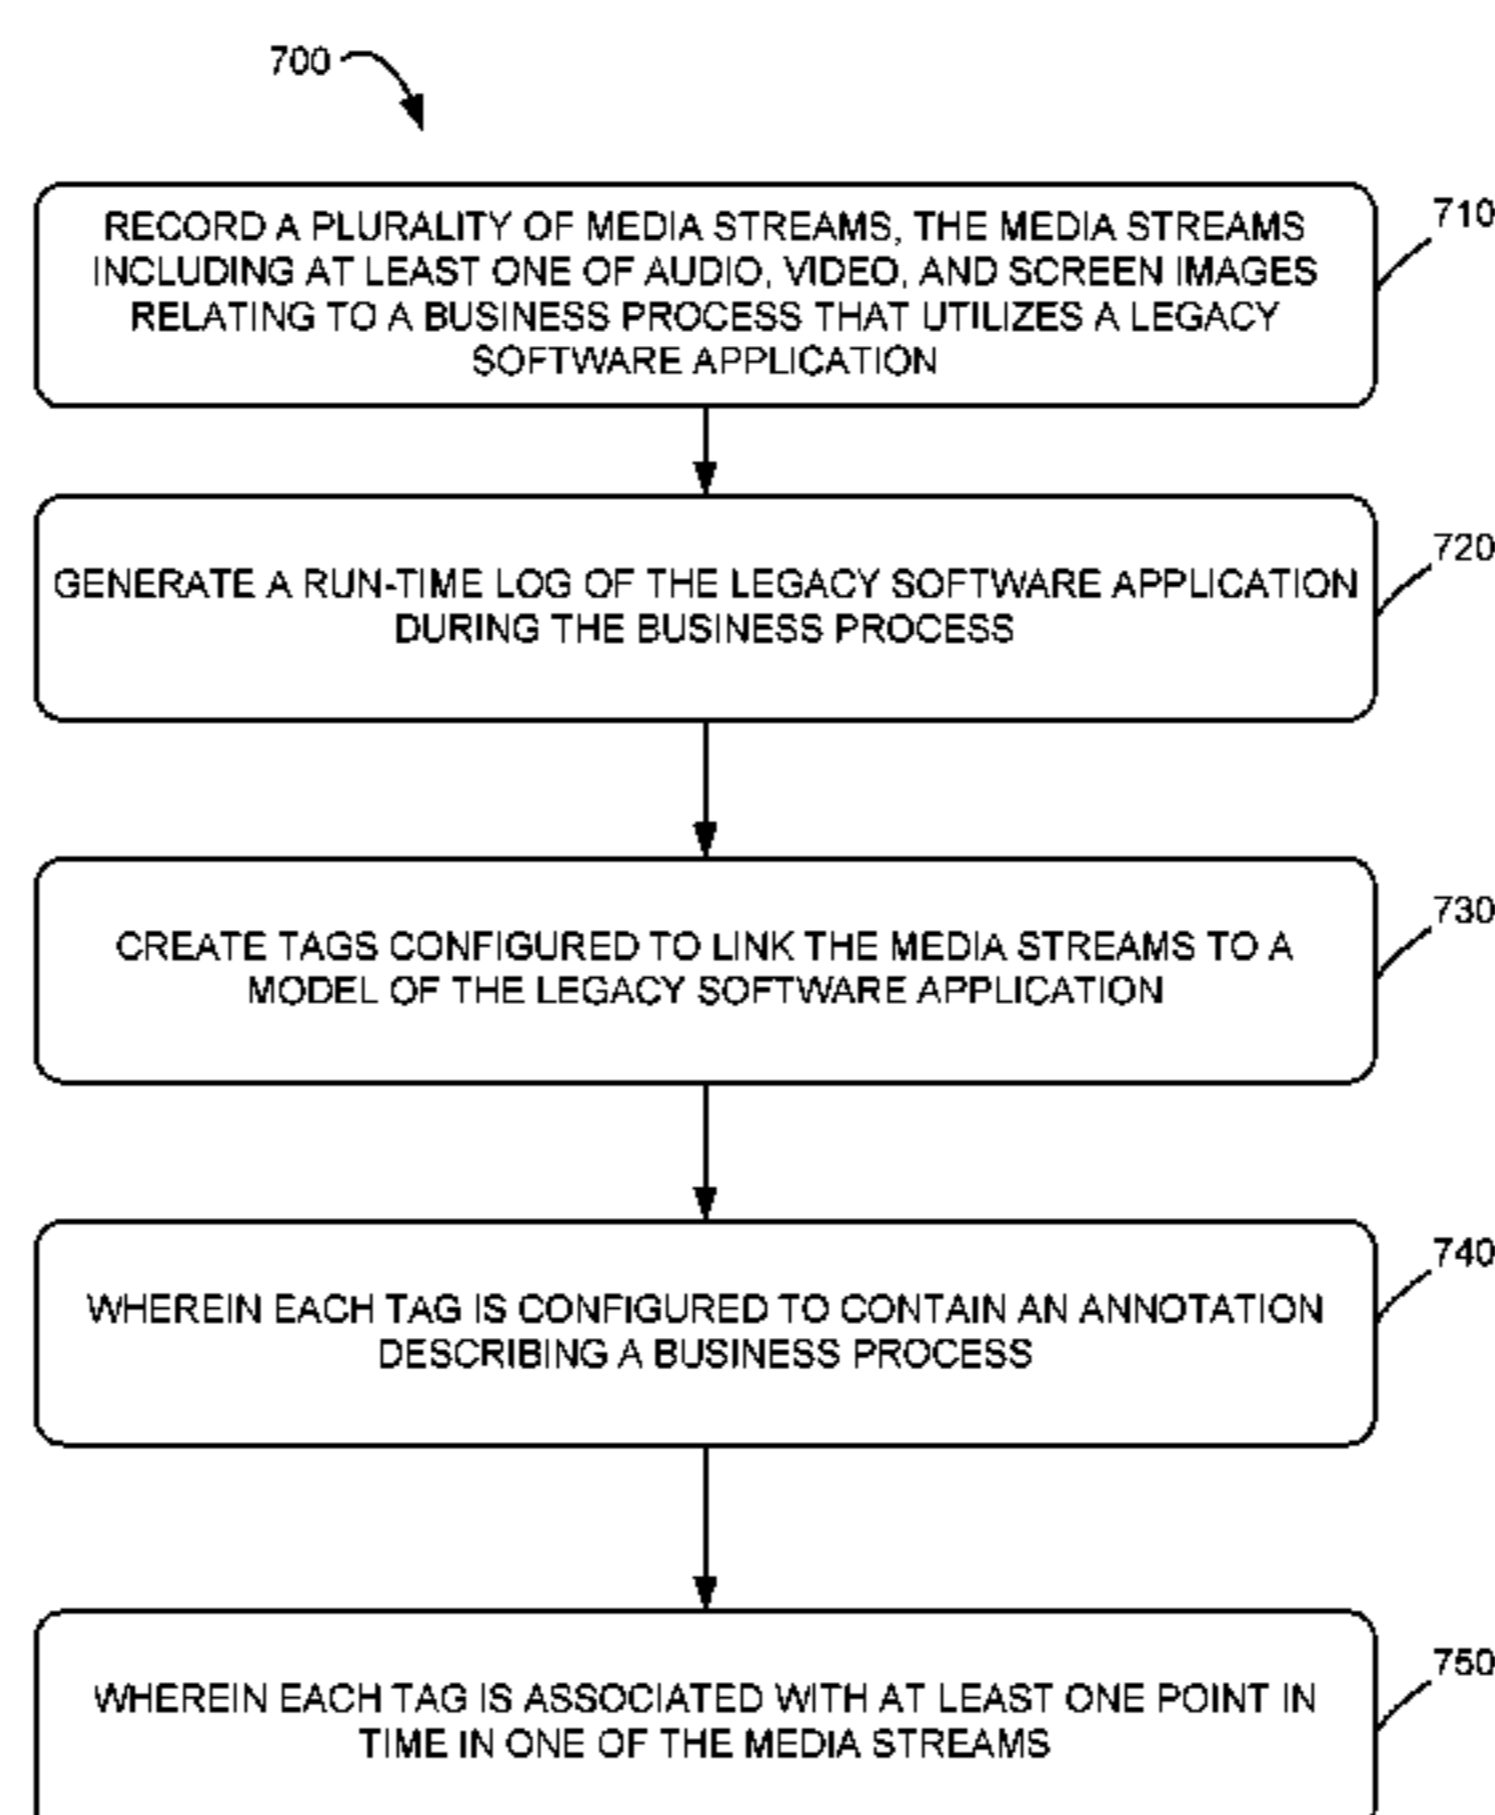 700
RECORD A PLURALITY OF MEDIA STREAMS, THE MEDIA STREAMS
INCLUDING AT LEAST ONE OF AUDIO, VIDEO, AND SCREEN IMAGES
RELATING TO A BUSINESS PROCESS THAT UTILIZES A LEGACY
SOFTWARE APPLICATION
710
GENERATE A RUN-TIME LOG OF THE LEGACY SOFTWARE APPLICATION
DURING THE BUSINESS PROCESS
720
CREATE TAGS CONFIGURED TO LINK THE MEDIA STREAMS TO A
MODEL OF THE LEGACY SOFTWARE APPLICATION
730
WHEREIN EACH TAG IS CONFIGURED TO CONTAIN AN ANNOTATION
DESCRIBING A BUSINESS PROCESS
740
WHEREIN EACH TAG IS ASSOCIATED WITH AT LEAST ONE POINT IN
TIME IN ONE OF THE MEDIA STREAMS
750